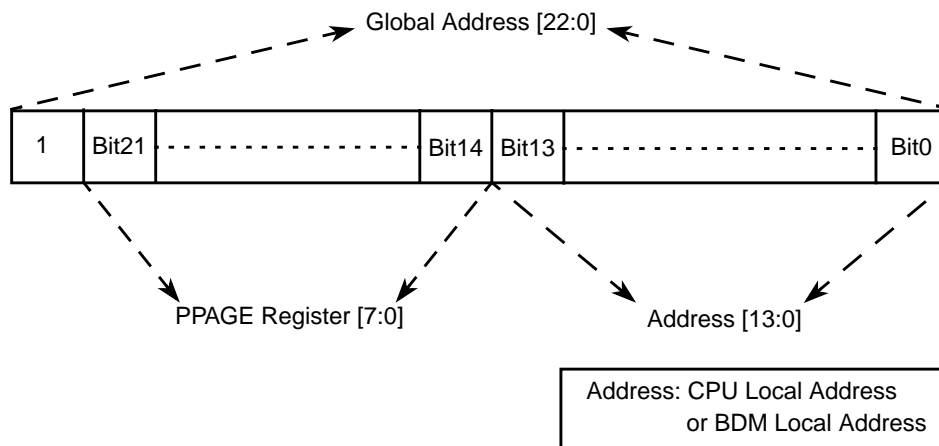 Global Address [22:0]
1 Bit21 Bit14 Bit13 Bit0
PPAGE Register [7:0] Address [13:0]
Address: CPU Local Address
or BDM Local Address